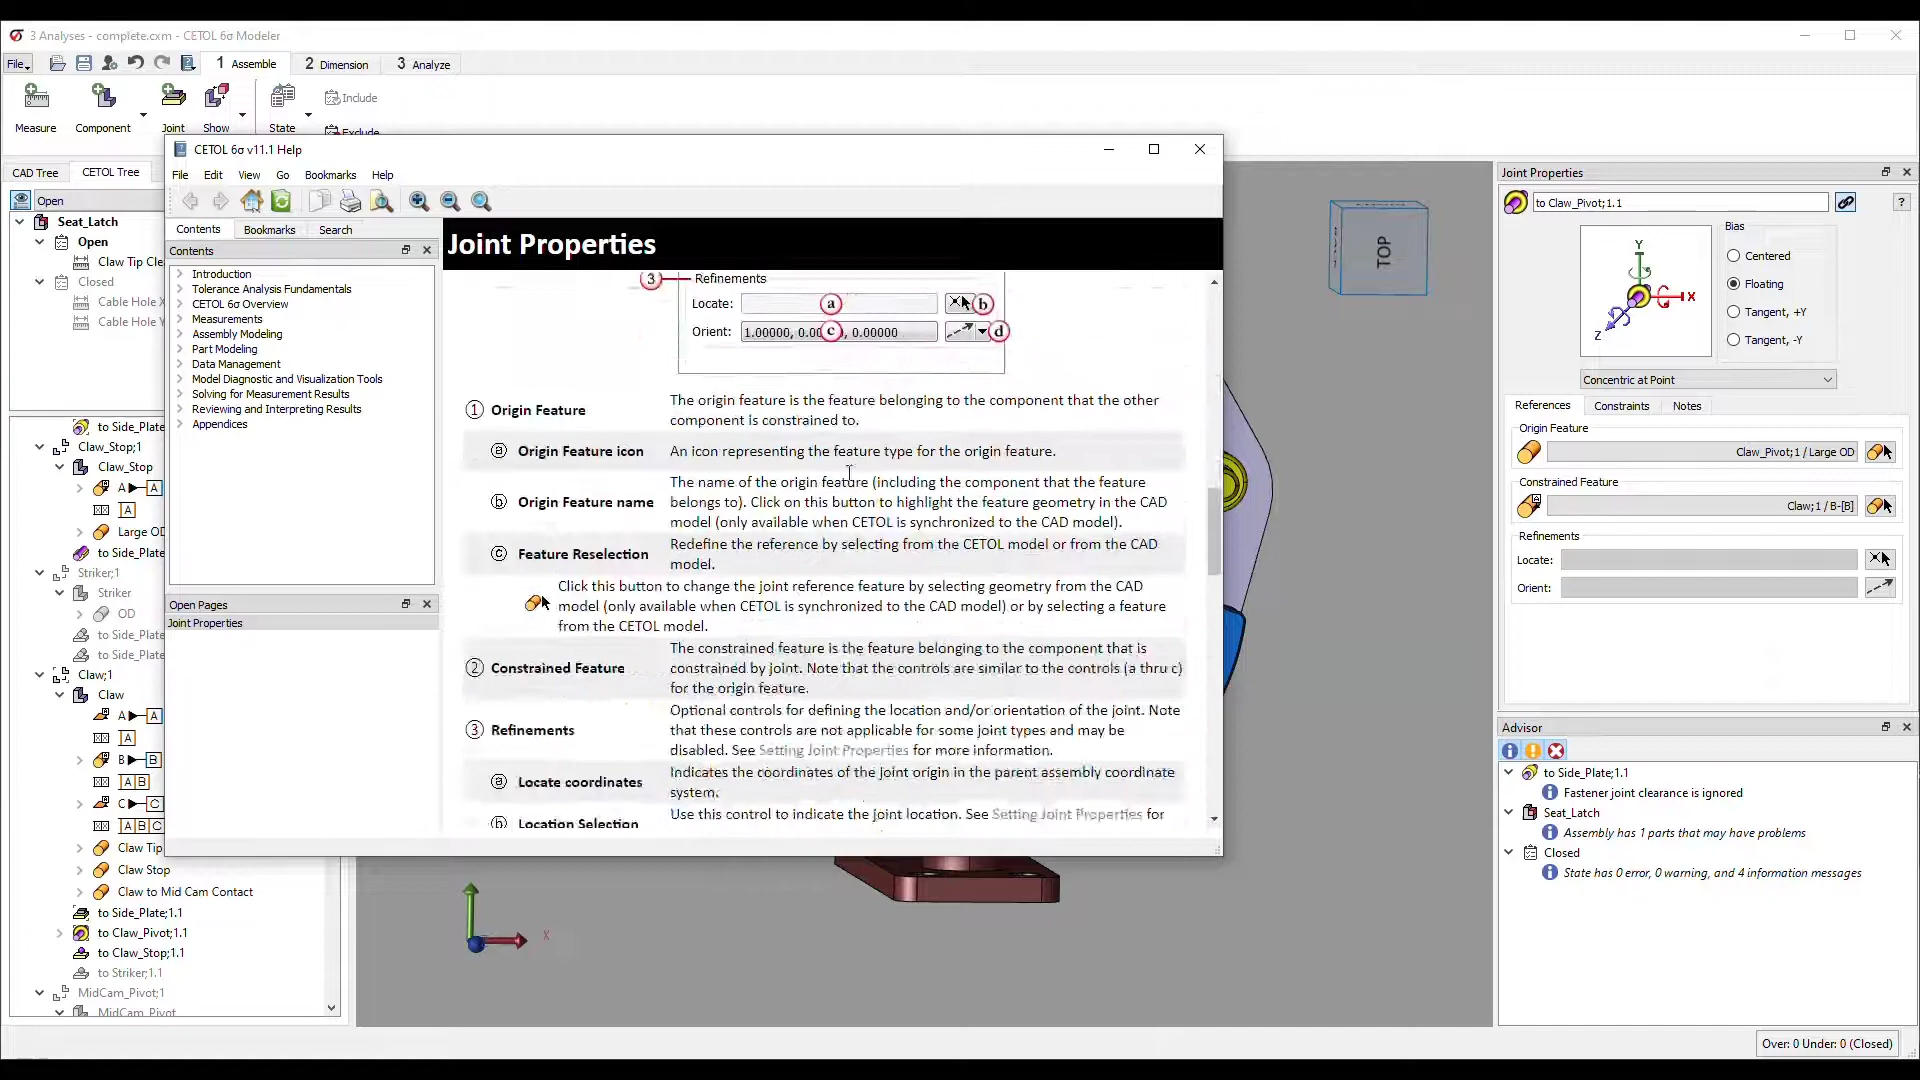 3 Analyses - complete.cxm - CETOL 6σ Modeler
File
1 Assemble
2 Dimension
3 Analyze
Measure
Component
Joint
Show
State
Include
Exclude
CAD Tree
CETOL Tree
Open
Seat_Latch
Open
Claw Tip Cle
Closed
Cable Hole X
Cable Hole Y
to Side_Plate
Claw_Stop;1
Claw_Stop
A A
A
Large OD
to Side_Plate
Striker;1
Striker
OD
to Side_Plate
to Side_Plate
Claw;1
Claw
A A
A
B B
A B
C C
A B C
Claw Tip
Claw Stop
Claw to Mid Cam Contact
to Side_Plate;1.1
to Claw_Pivot;1.1
to Claw_Stop;1.1
to Striker;1.1
MidCam_Pivot;1
MidCam_Pivot
CETOL 6σ v11.1 Help
File Edit View Go Bookmarks Help
Contents Bookmarks Search
Contents
Introduction
Tolerance Analysis Fundamentals
CETOL 6σ Overview
Measurements
Assembly Modeling
Part Modeling
Data Management
Model Diagnostic and Visualization Tools
Solving for Measurement Results
Reviewing and Interpreting Results
Appendices
Open Pages
Joint Properties
Joint Properties
3 Refinements
Locate: a b
Orient: 1.00000, 0.00 c , 0.00000 d
1 Origin Feature
The origin feature is the feature belonging to the component that the other
component is constrained to.
a Origin Feature icon An icon representing the feature type for the origin feature.
b Origin Feature name
The name of the origin feature (including the component that the feature
belongs to). Click on this button to highlight the feature geometry in the CAD
model (only available when CETOL is synchronized to the CAD model).
c Feature Reselection
Redefine the reference by selecting from the CETOL model or from the CAD
model.
Click this button to change the joint reference feature by selecting geometry from the CAD
model (only available when CETOL is synchronized to the CAD model) or by selecting a feature
from the CETOL model.
2 Constrained Feature
The constrained feature is the feature belonging to the component that is
constrained by joint. Note that the controls are similar to the controls (a thru c)
for the origin feature.
3 Refinements
Optional controls for defining the location and/or orientation of the joint. Note
that these controls are not applicable for some joint types and may be
disabled. See Setting Joint Properties for more information.
a Locate coordinates
Indicates the coordinates of the joint origin in the parent assembly coordinate
system.
b Location Selection
Use this control to indicate the joint location. See Setting Joint Properties for
TOP
X
Joint Properties
to Claw_Pivot;1.1
?
Y
X
Z
Bias
Centered
Floating
Tangent, +Y
Tangent, -Y
Concentric at Point
References Constraints Notes
Origin Feature
Claw_Pivot;1 / Large OD
Constrained Feature
Claw;1 / B-[B]
Refinements
Locate:
Orient:
Advisor
to Side_Plate;1.1
Fastener joint clearance is ignored
Seat_Latch
Assembly has 1 parts that may have problems
Closed
State has 0 error, 0 warning, and 4 information messages
Over: 0 Under: 0 (Closed)